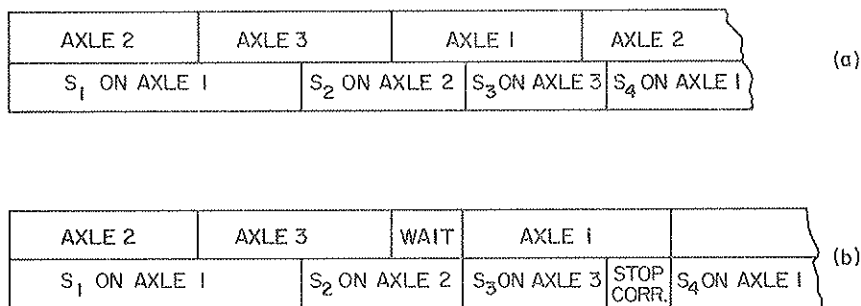 AXLE 2 AXLE 3 AXLE 1 AXLE 2
(a)
S1 ON AXLE 1 S2 ON AXLE 2 S3 ON AXLE 3 S4 ON AXLE 1
AXLE 2 AXLE 3 WAIT AXLE 1
(b)
S1 ON AXLE 1 S2 ON AXLE 2 S3 ON AXLE 3 STOP CORR. S4 ON AXLE 1